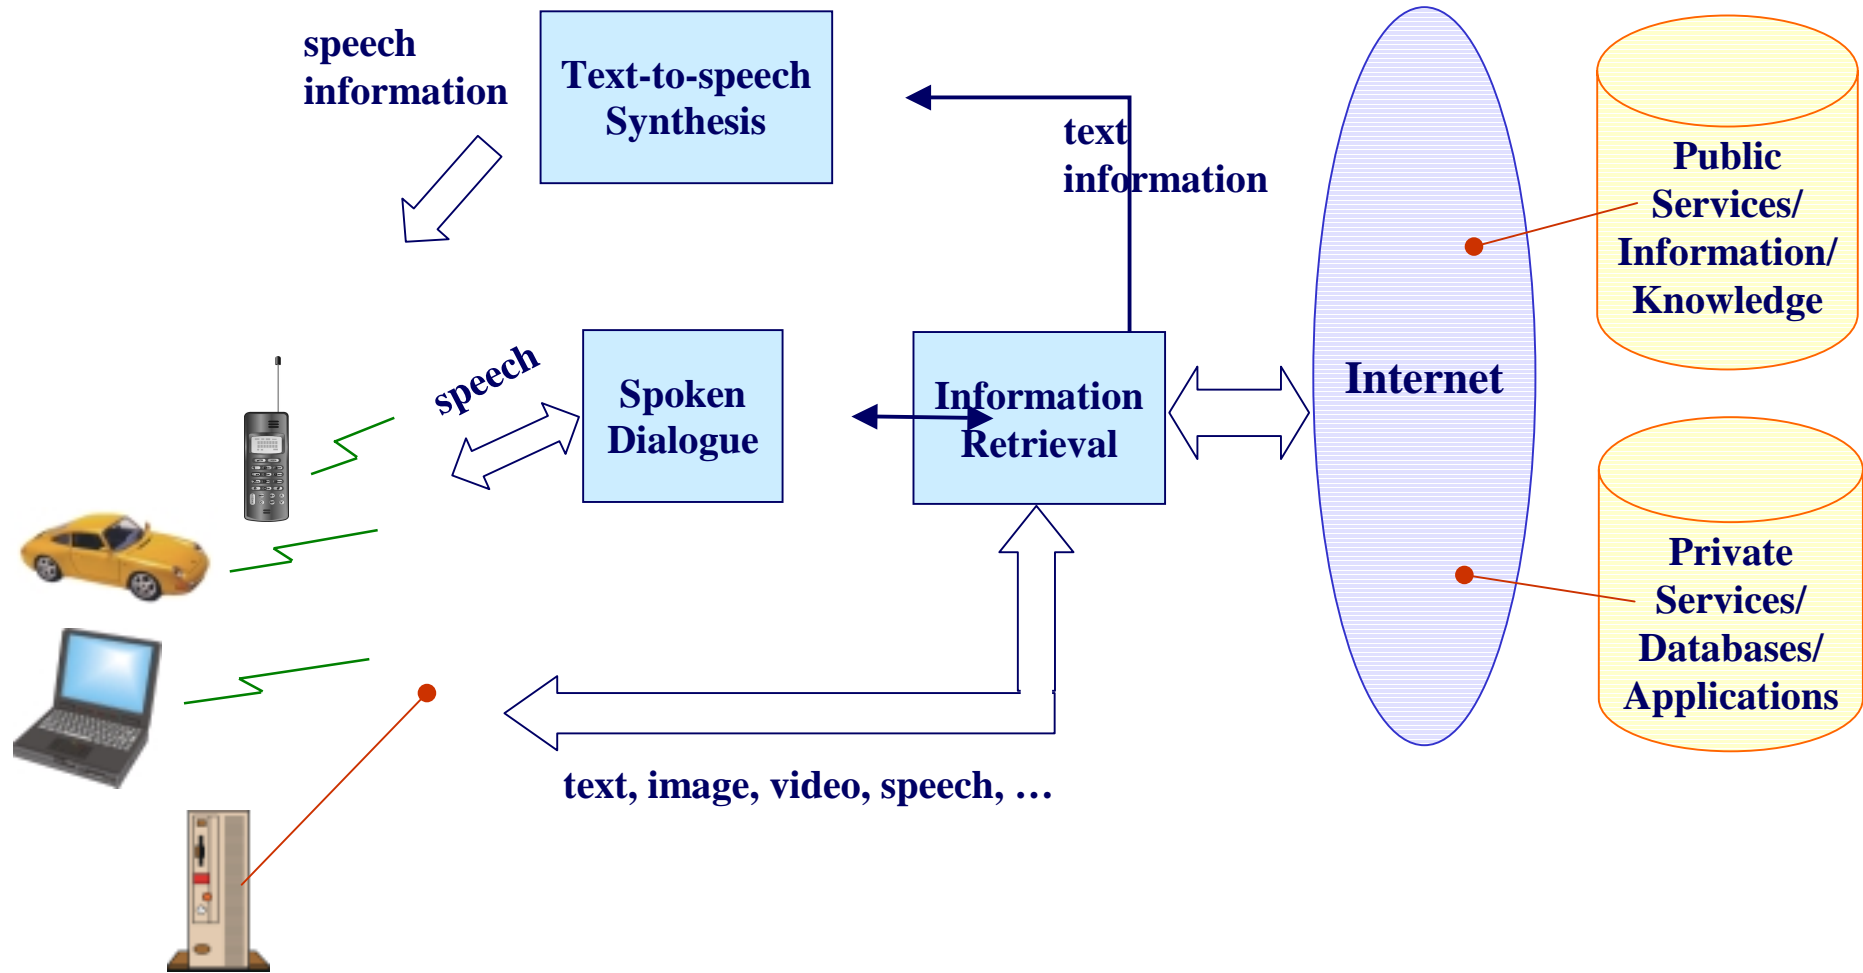 speech
information
Text-to-speech
Synthesis
text
information
Public
Services/
Information/
Knowledge
speech
Spoken
Dialogue
Information
Retrieval
Internet
Private
Services/
Databases/
Applications
text, image, video, speech, …